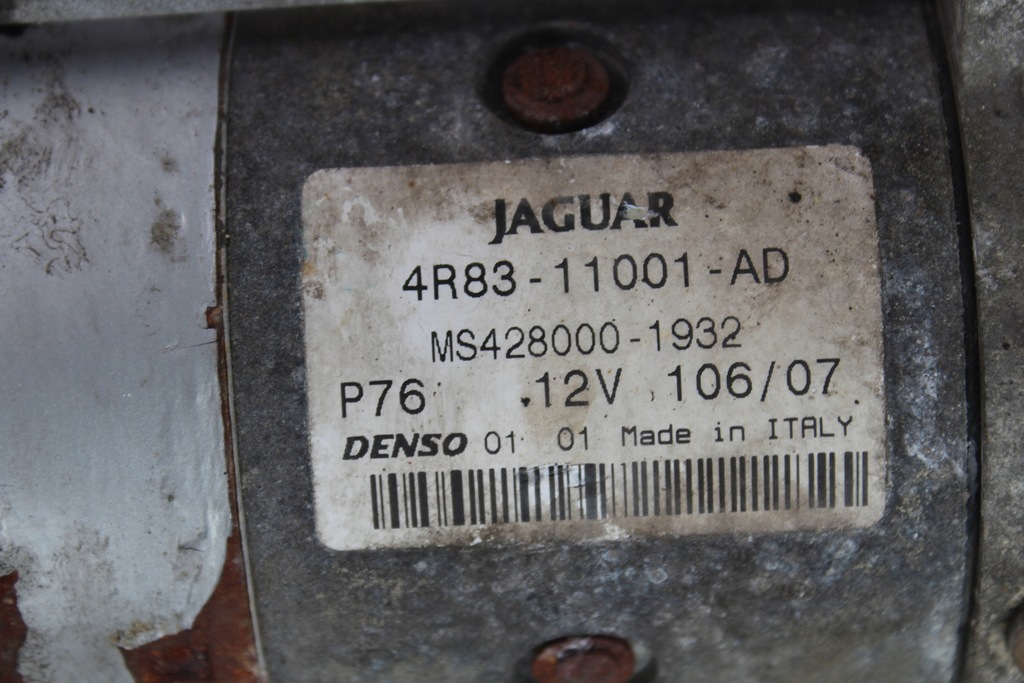 JAGUAR
4R83-11001-AD
MS428000-1932
P76 12V 106/07
DENSO 01 01 Made in ITALY